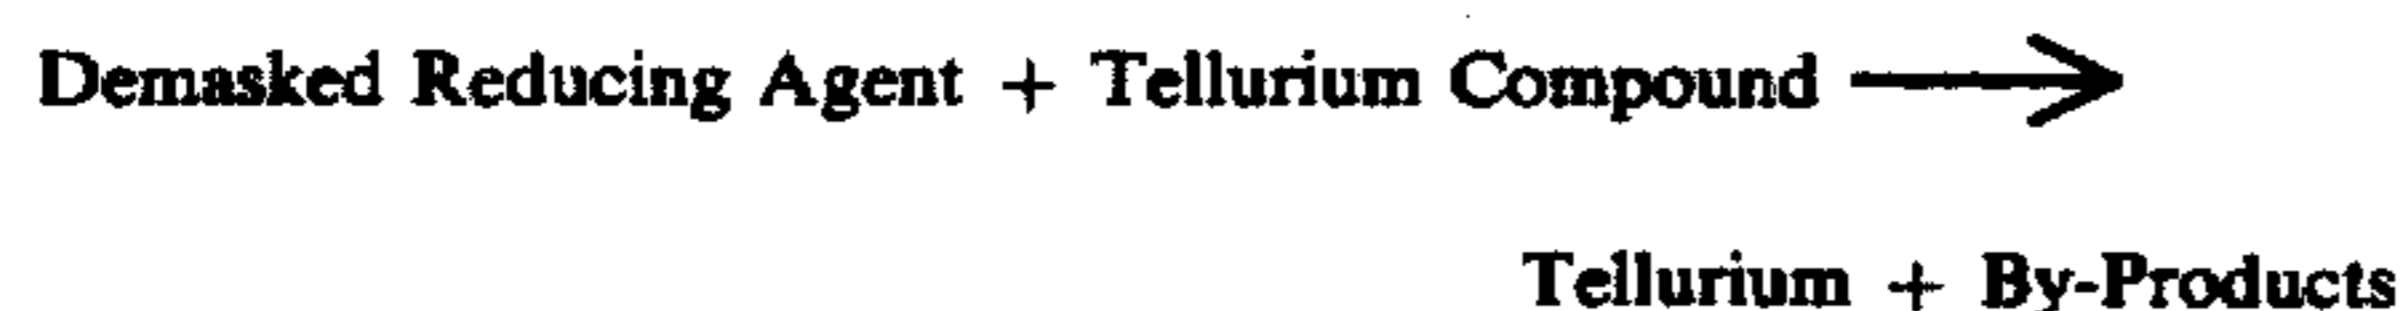 Demasked Reducing Agent + Tellurium Compound ⟶
Tellurium + By-Products